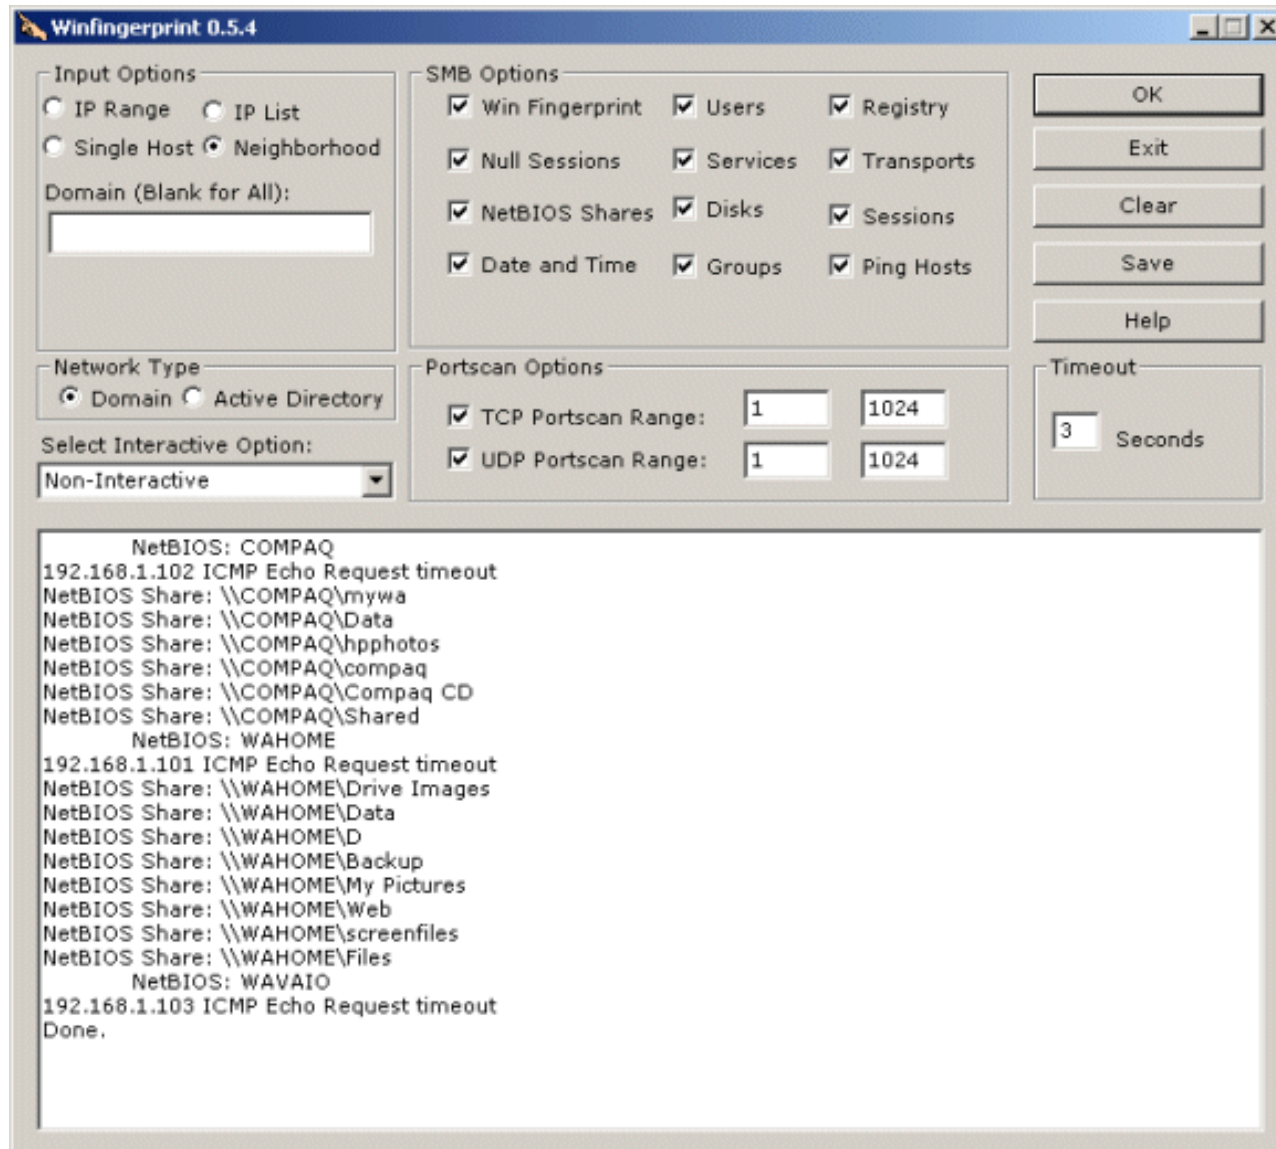 Winfingerprint 0.5.4
Input Options
IP Range IP List
Single Host Neighborhood
Domain (Blank for All):
SMB Options
Win Fingerprint Users Registry
Null Sessions Services Transports
NetBIOS Shares Disks Sessions
Date and Time Groups Ping Hosts
OK
Exit
Clear
Save
Help
Network Type
Domain Active Directory
Select Interactive Option:
Non-Interactive
Portscan Options
TCP Portscan Range: 1 1024
UDP Portscan Range: 1 1024
Timeout
3 Seconds
NetBIOS: COMPAQ
192.168.1.102 ICMP Echo Request timeout
NetBIOS Share: \\COMPAQ\mywa
NetBIOS Share: \\COMPAQ\Data
NetBIOS Share: \\COMPAQ\hpphotos
NetBIOS Share: \\COMPAQ\compaq
NetBIOS Share: \\COMPAQ\Compaq CD
NetBIOS Share: \\COMPAQ\Shared
NetBIOS: WAHOME
192.168.1.101 ICMP Echo Request timeout
NetBIOS Share: \\WAHOME\Drive Images
NetBIOS Share: \\WAHOME\Data
NetBIOS Share: \\WAHOME\D
NetBIOS Share: \\WAHOME\Backup
NetBIOS Share: \\WAHOME\My Pictures
NetBIOS Share: \\WAHOME\Web
NetBIOS Share: \\WAHOME\screenfiles
NetBIOS Share: \\WAHOME\Files
NetBIOS: WAVAIO
192.168.1.103 ICMP Echo Request timeout
Done.